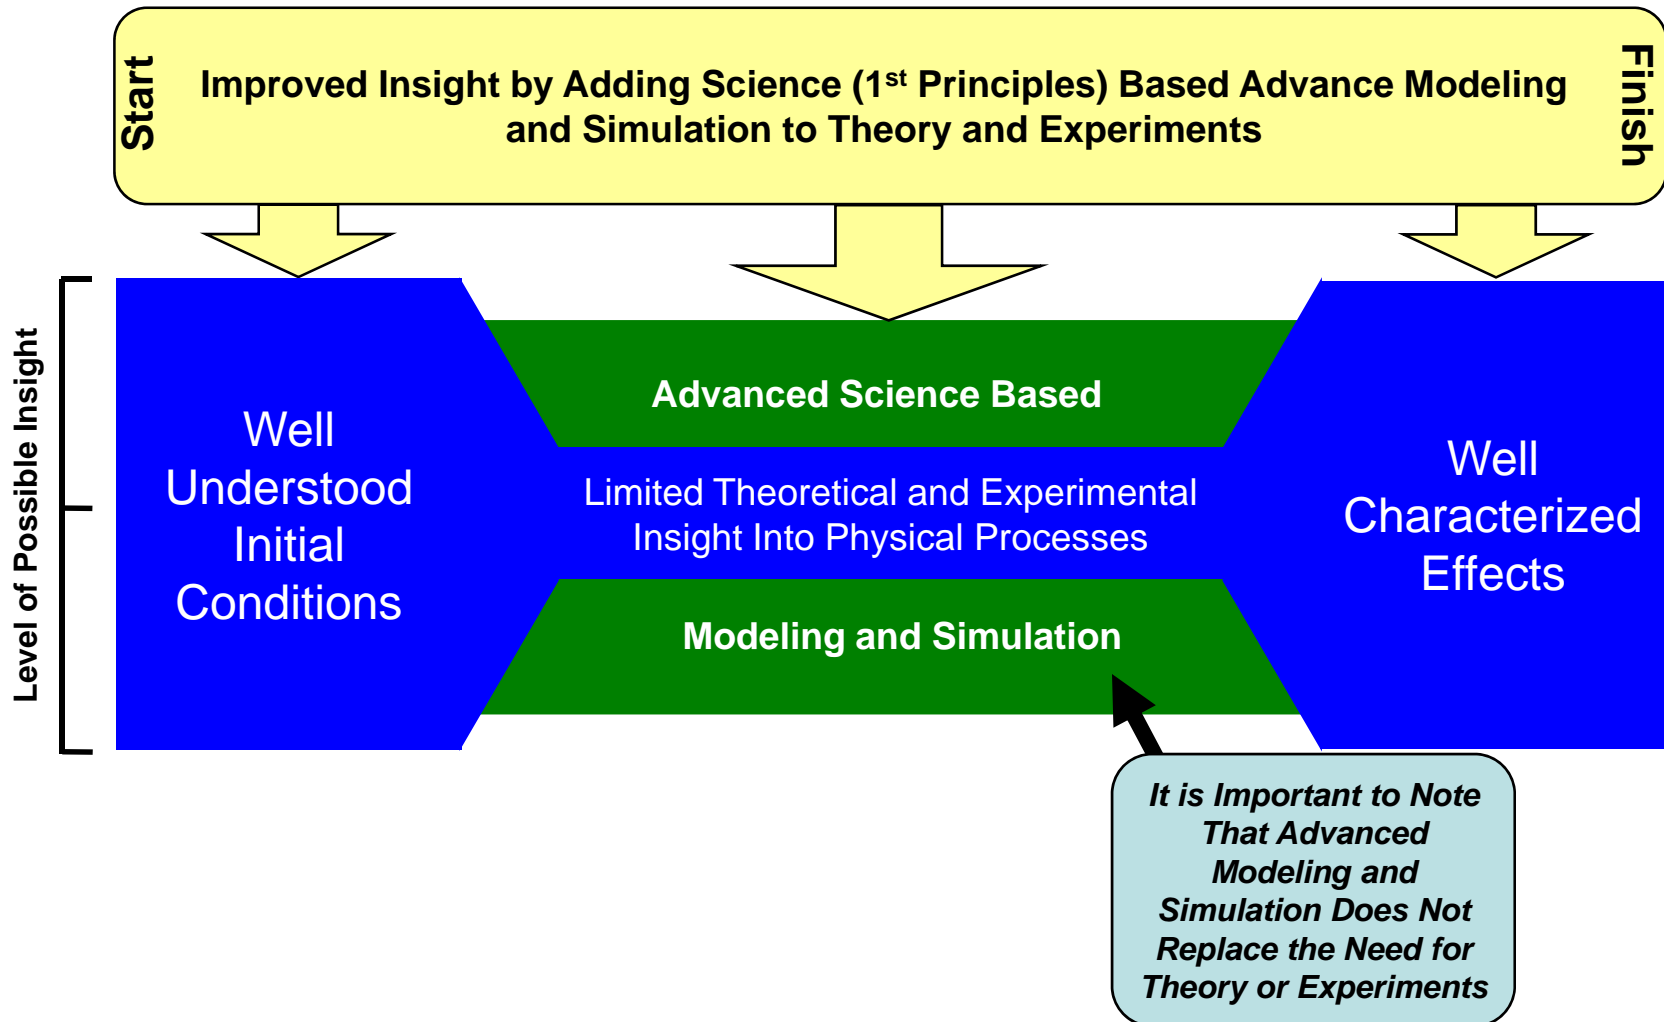 Start
Improved Insight by Adding Science (1st Principles) Based Advance Modeling
and Simulation to Theory and Experiments
Finish
Level of Possible Insight
Well
Understood
Initial
Conditions
Advanced Science Based
Limited Theoretical and Experimental
Insight Into Physical Processes
Modeling and Simulation
Well
Characterized
Effects
It is Important to Note
That Advanced
Modeling and
Simulation Does Not
Replace the Need for
Theory or Experiments